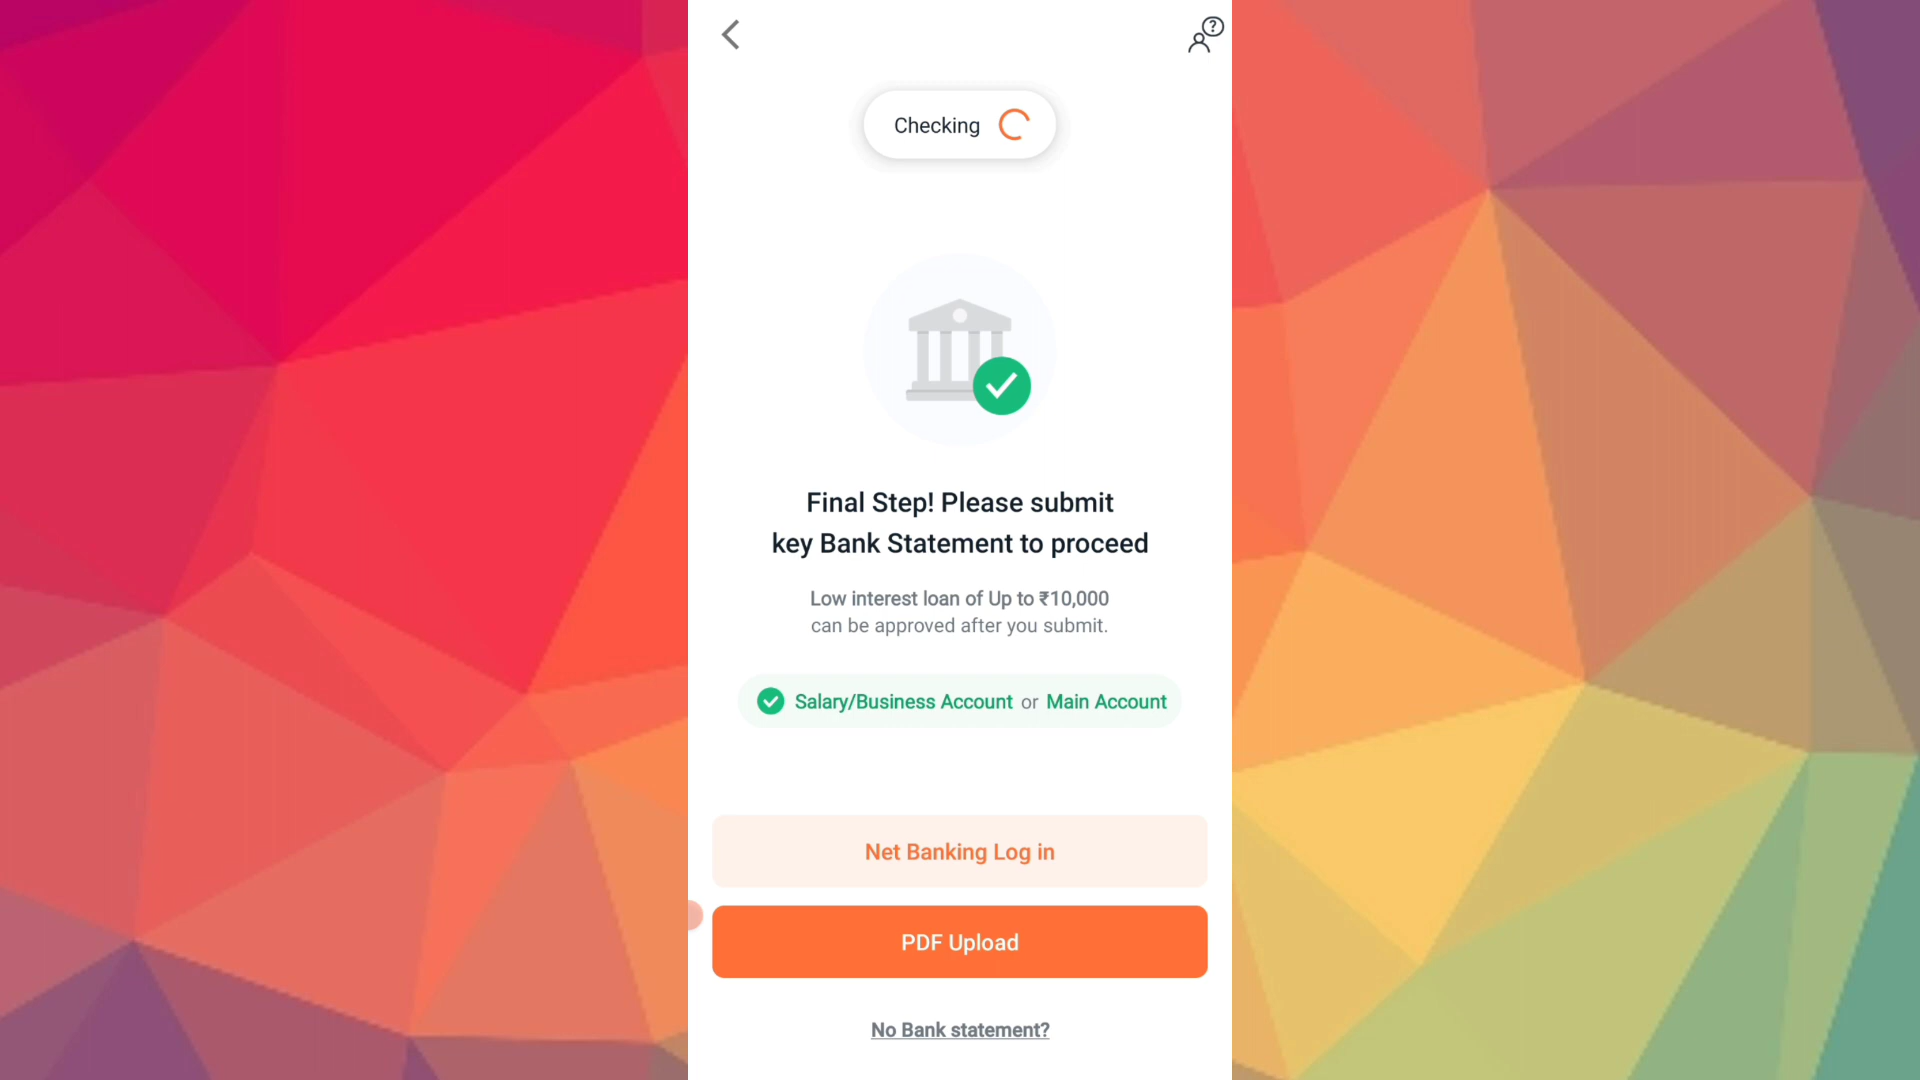 ?
Checking
Final Step! Please submit
key Bank Statement to proceed
Low interest loan of Up to ₹10,000
can be approved after you submit.
Salary/Business Account or Main Account
Net Banking Log in
PDF Upload
No Bank statement?